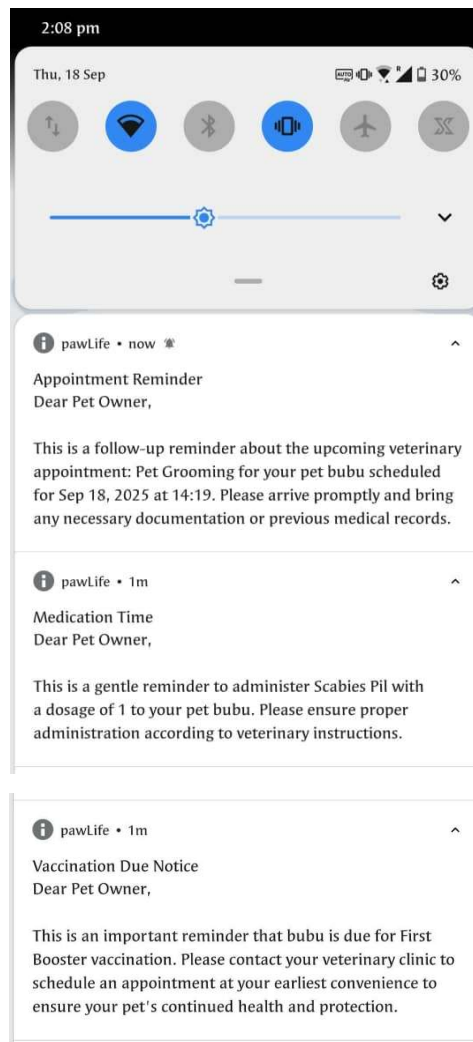 2:08 pm
Thu, 18 Sep
R
30%
pawLife • now
Appointment Reminder
Dear Pet Owner,
This is a follow-up reminder about the upcoming veterinary
appointment: Pet Grooming for your pet bubu scheduled
for Sep 18, 2025 at 14:19. Please arrive promptly and bring
any necessary documentation or previous medical records.
pawLife • 1m
Medication Time
Dear Pet Owner,
This is a gentle reminder to administer Scabies Pil with
a dosage of 1 to your pet bubu. Please ensure proper
administration according to veterinary instructions.
pawLife • 1m
Vaccination Due Notice
Dear Pet Owner,
This is an important reminder that bubu is due for First
Booster vaccination. Please contact your veterinary clinic to
schedule an appointment at your earliest convenience to
ensure your pet's continued health and protection.